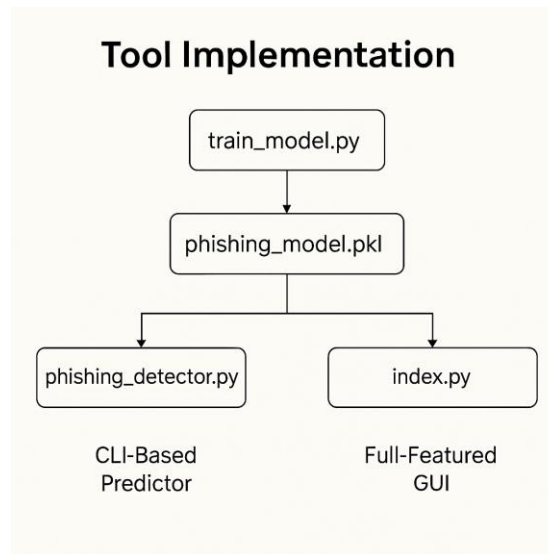 Tool Implementation
train_model.py
phishing_model.pkl
phishing_detector.py
index.py
CLI-Based
Predictor
Full-Featured
GUI